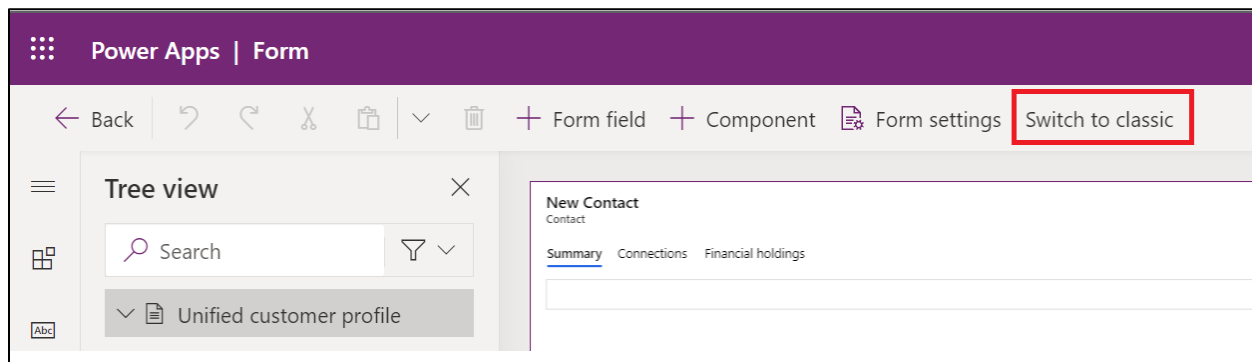 Power Apps | Form
Back
Form field
Component
Form settings
Switch to classic
Tree view
Search
Unified customer profile
Abc
New Contact
Contact
Summary Connections Financial holdings